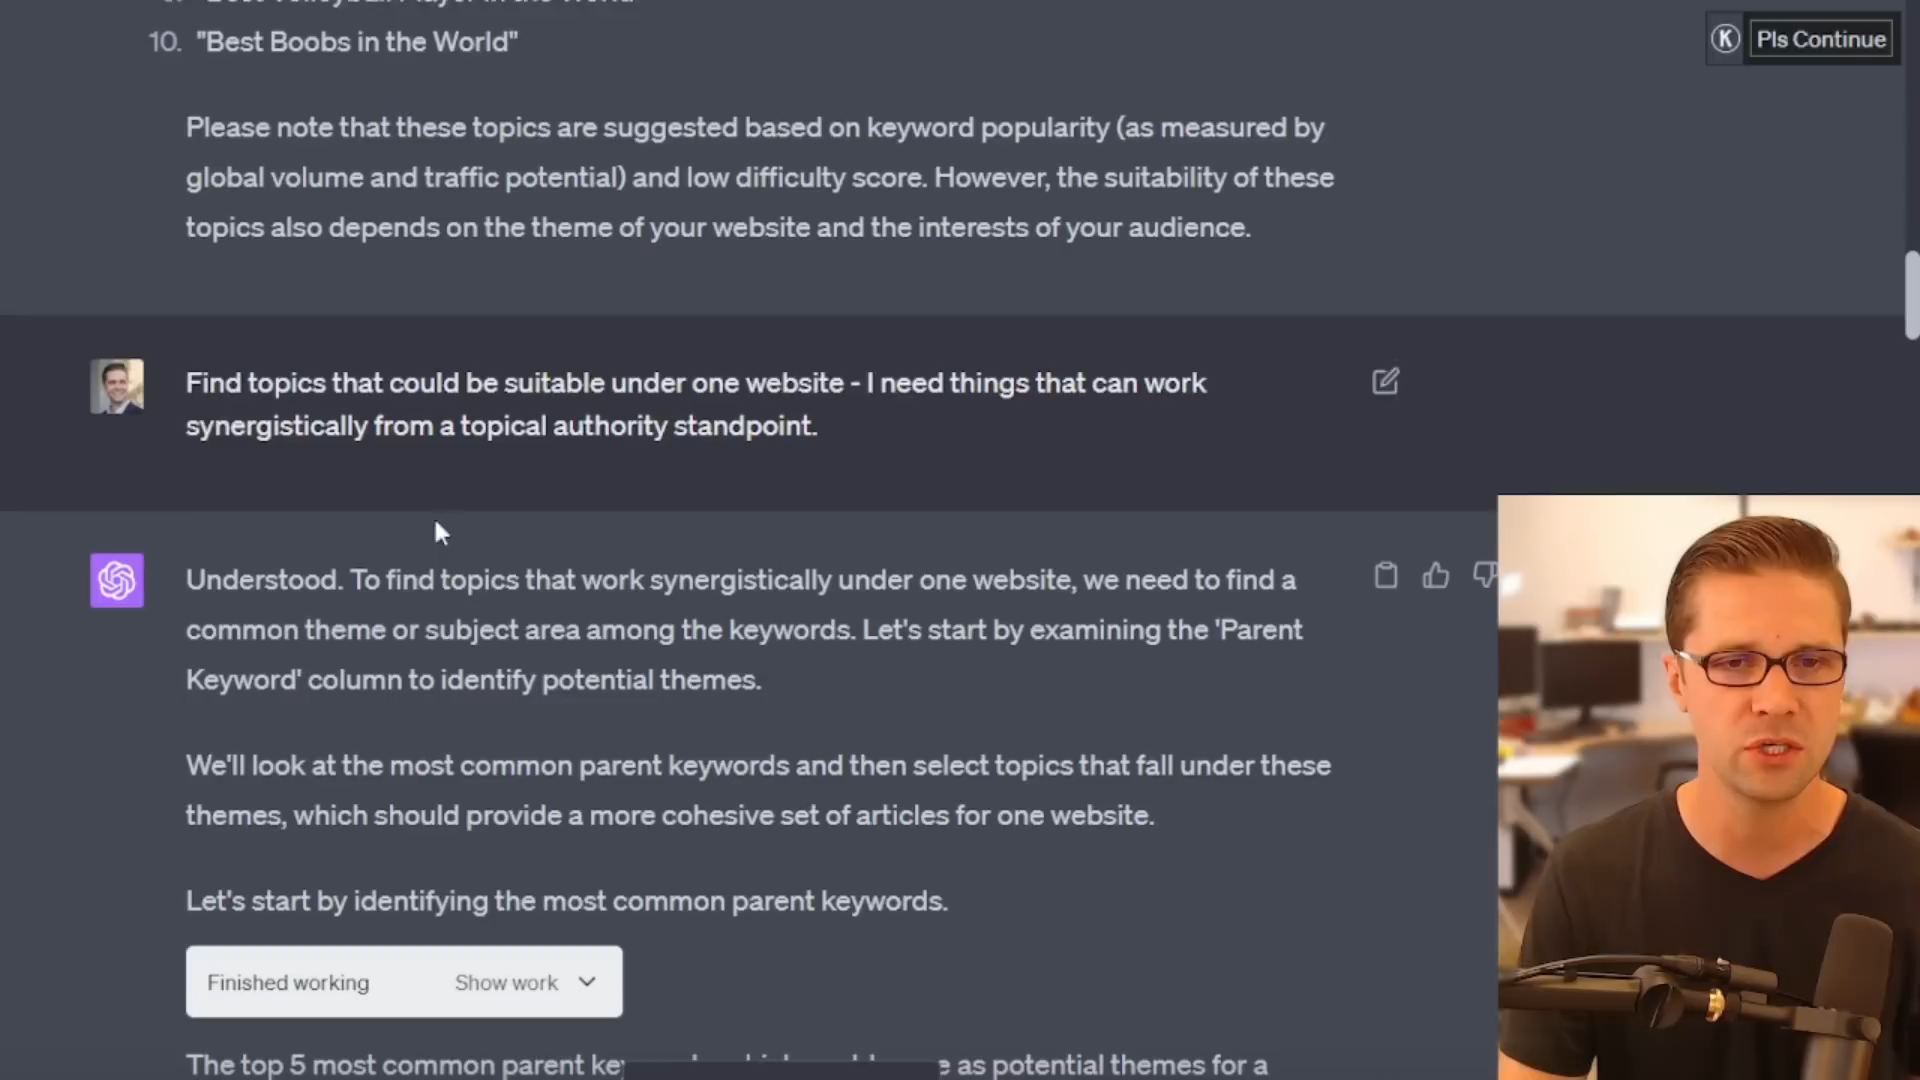 10. "Best Boobs in the World"
K Pls Continue
Please note that these topics are suggested based on keyword popularity (as measured by
global volume and traffic potential) and low difficulty score. However, the suitability of these
topics also depends on the theme of your website and the interests of your audience.
Find topics that could be suitable under one website - I need things that can work
synergistically from a topical authority standpoint.
Understood. To find topics that work synergistically under one website, we need to find a
common theme or subject area among the keywords. Let's start by examining the 'Parent
Keyword' column to identify potential themes.
We'll look at the most common parent keywords and then select topics that fall under these
themes, which should provide a more cohesive set of articles for one website.
Let's start by identifying the most common parent keywords.
Finished working Show work
The top 5 most common parent as potential themes for a